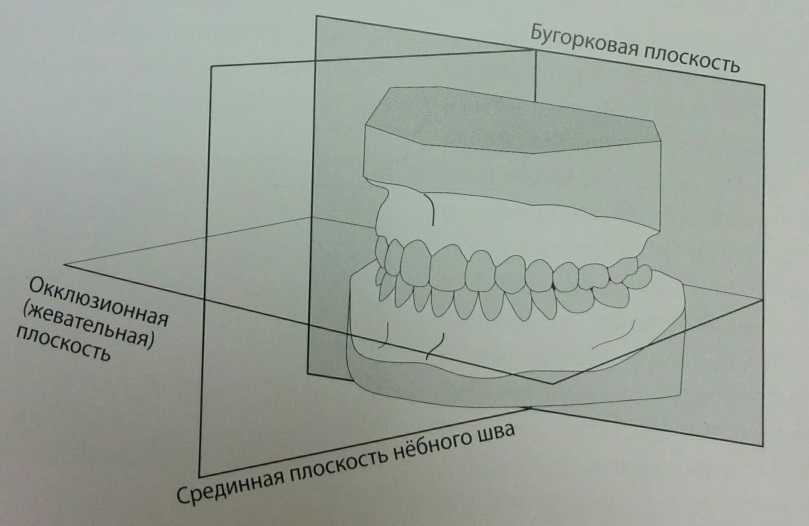 Бугорковая плоскость
Окклюзионная
(жевательная)
плоскость
Срединная плоскость нёбного шва